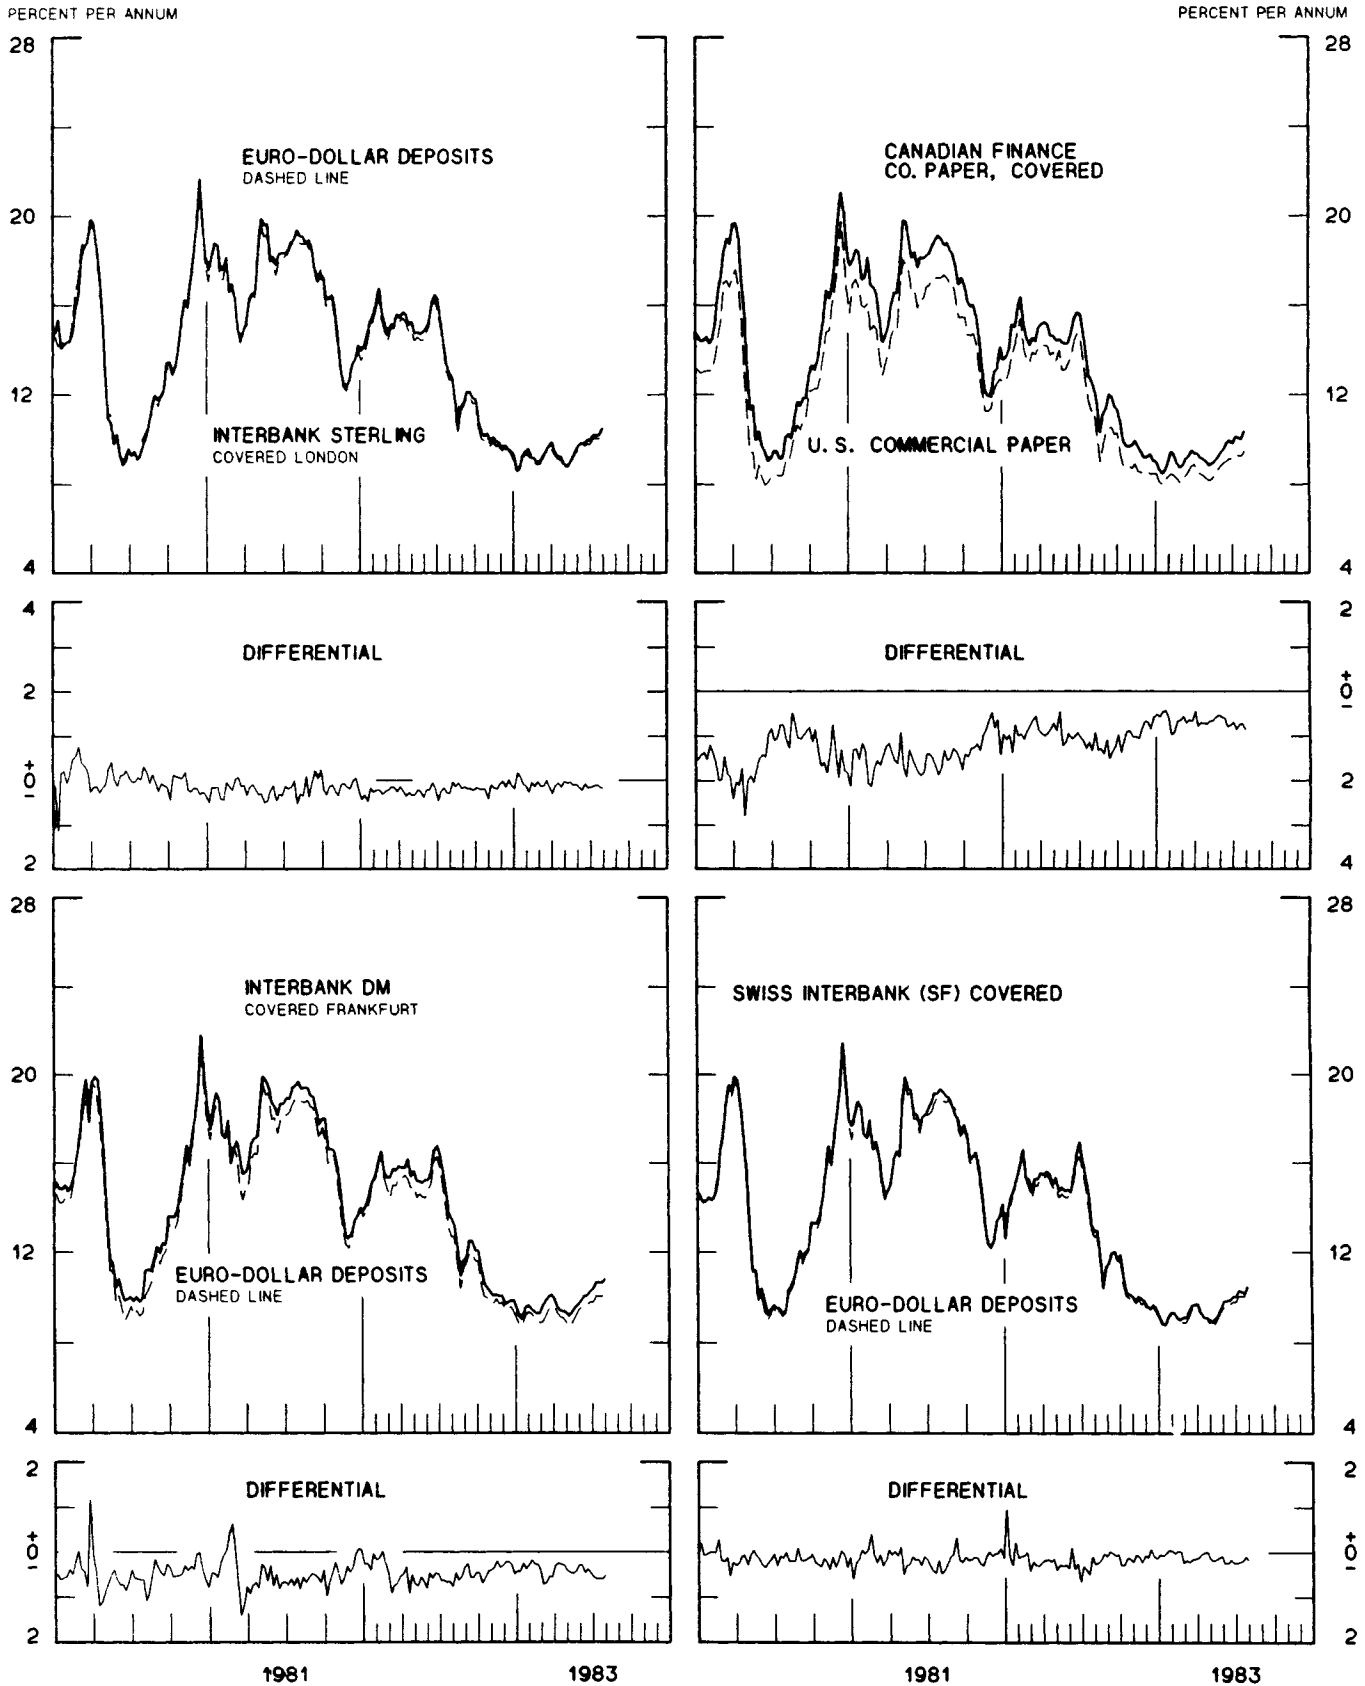 PERCENT PER ANNUM
PERCENT PER ANNUM
28
28
EURO-DOLLAR DEPOSITS
DASHED LINE
CANADIAN FINANCE
CO. PAPER, COVERED
20
20
12
12
INTERBANK STERLING
COVERED LONDON
U. S. COMMERCIAL PAPER
4
4
4
2
DIFFERENTIAL
DIFFERENTIAL
2
+
0
-
+
0
-
2
2
4
28
28
INTERBANK DM
COVERED FRANKFURT
SWISS INTERBANK (SF) COVERED
20
20
12
12
EURO-DOLLAR DEPOSITS
DASHED LINE
EURO-DOLLAR DEPOSITS
DASHED LINE
4
4
2
2
DIFFERENTIAL
DIFFERENTIAL
+
0
-
+
0
-
2
2
1981
1983
1981
1983